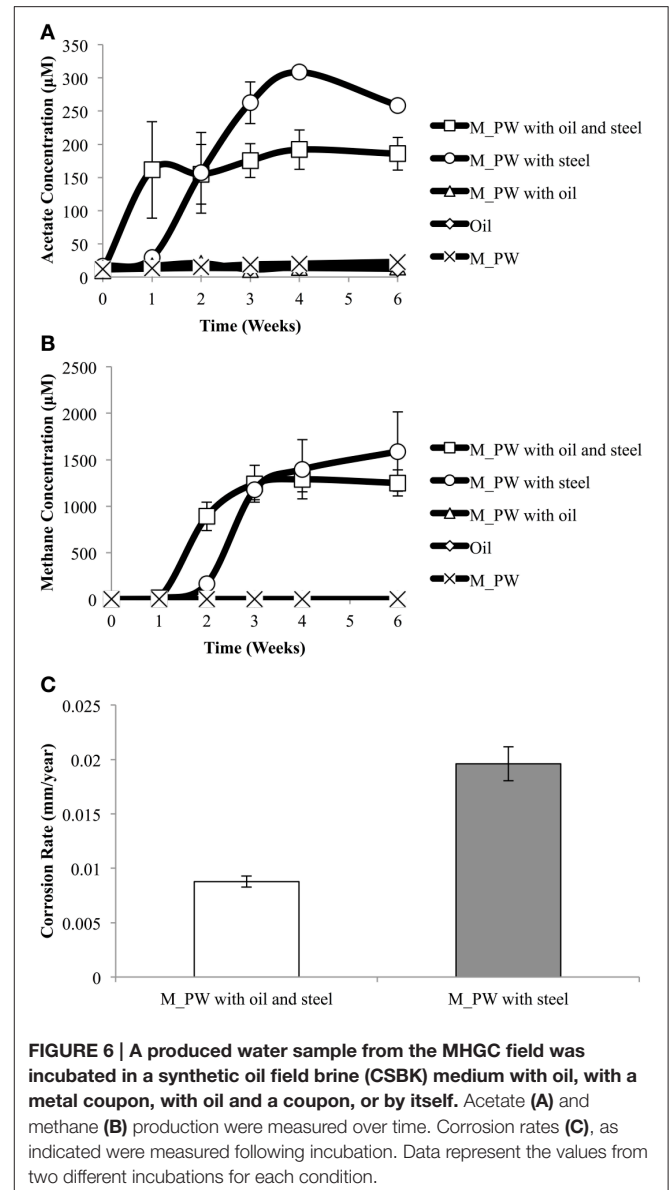 A
350
300
250
200
150
100
50
0
Acetate Concentration (µM)
0 1 2 3 4 5 6
Time (Weeks)
M_PW with oil and steel
M_PW with steel
M_PW with oil
Oil
M_PW
B
2500
2000
1500
1000
500
0
Methane Concentration (µM)
0 1 2 3 4 5 6
Time (Weeks)
M_PW with oil and steel
M_PW with steel
M_PW with oil
Oil
M_PW
C
0.025
0.02
0.015
0.01
0.005
0
Corrosion Rate (mm/year)
M_PW with oil and steel M_PW with steel
FIGURE 6 | A produced water sample from the MHGC field was
incubated in a synthetic oil field brine (CSBK) medium with oil, with a
metal coupon, with oil and a coupon, or by itself. Acetate (A) and
methane (B) production were measured over time. Corrosion rates (C), as
indicated were measured following incubation. Data represent the values from
two different incubations for each condition.